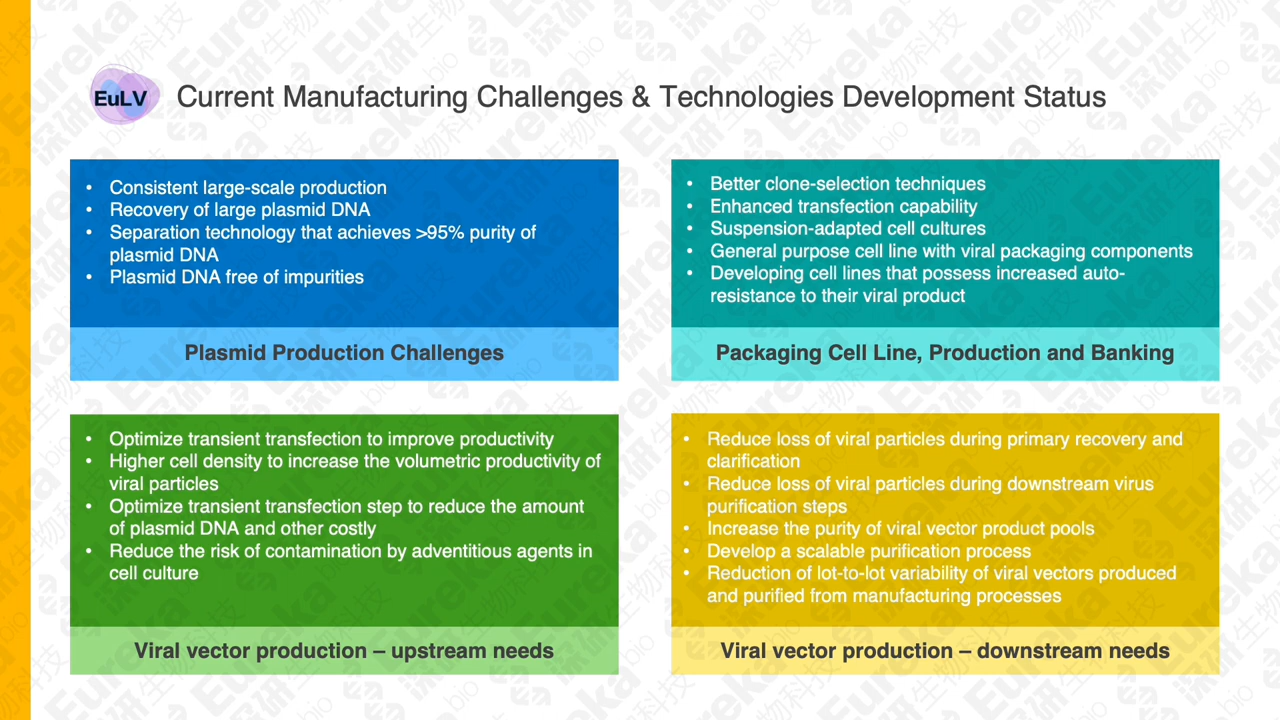 EuLV
Current Manufacturing Challenges & Technologies Development Status
• Consistent large-scale production
• Recovery of large plasmid DNA
• Separation technology that achieves >95% purity of
plasmid DNA
• Plasmid DNA free of impurities
Plasmid Production Challenges
• Better clone-selection techniques
• Enhanced transfection capability
• Suspension-adapted cell cultures
• General purpose cell line with viral packaging components
• Developing cell lines that possess increased auto-
resistance to their viral product
Packaging Cell Line, Production and Banking
• Optimize transient transfection to improve productivity
• Higher cell density to increase the volumetric productivity of
viral particles
• Optimize transient transfection step to reduce the amount
of plasmid DNA and other costly
• Reduce the risk of contamination by adventitious agents in
cell culture
Viral vector production – upstream needs
• Reduce loss of viral particles during primary recovery and
clarification
• Reduce loss of viral particles during downstream virus
purification steps
• Increase the purity of viral vector product pools
• Develop a scalable purification process
• Reduction of lot-to-lot variability of viral vectors produced
and purified from manufacturing processes
Viral vector production – downstream needs
Eureka bio
深研生物科技